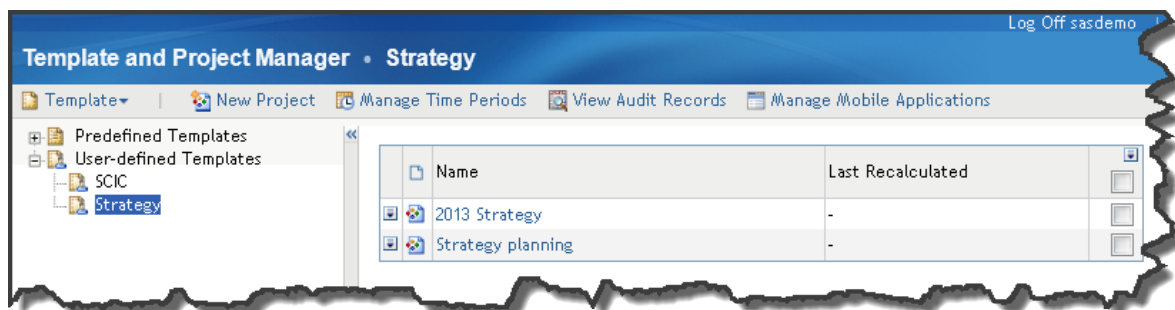 Log Off sasdemo
Template and Project Manager • Strategy
Template New Project Manage Time Periods View Audit Records Manage Mobile Applications
Predefined Templates
User-defined Templates
SCIC
Strategy
Name Last Recalculated
2013 Strategy -
Strategy planning -